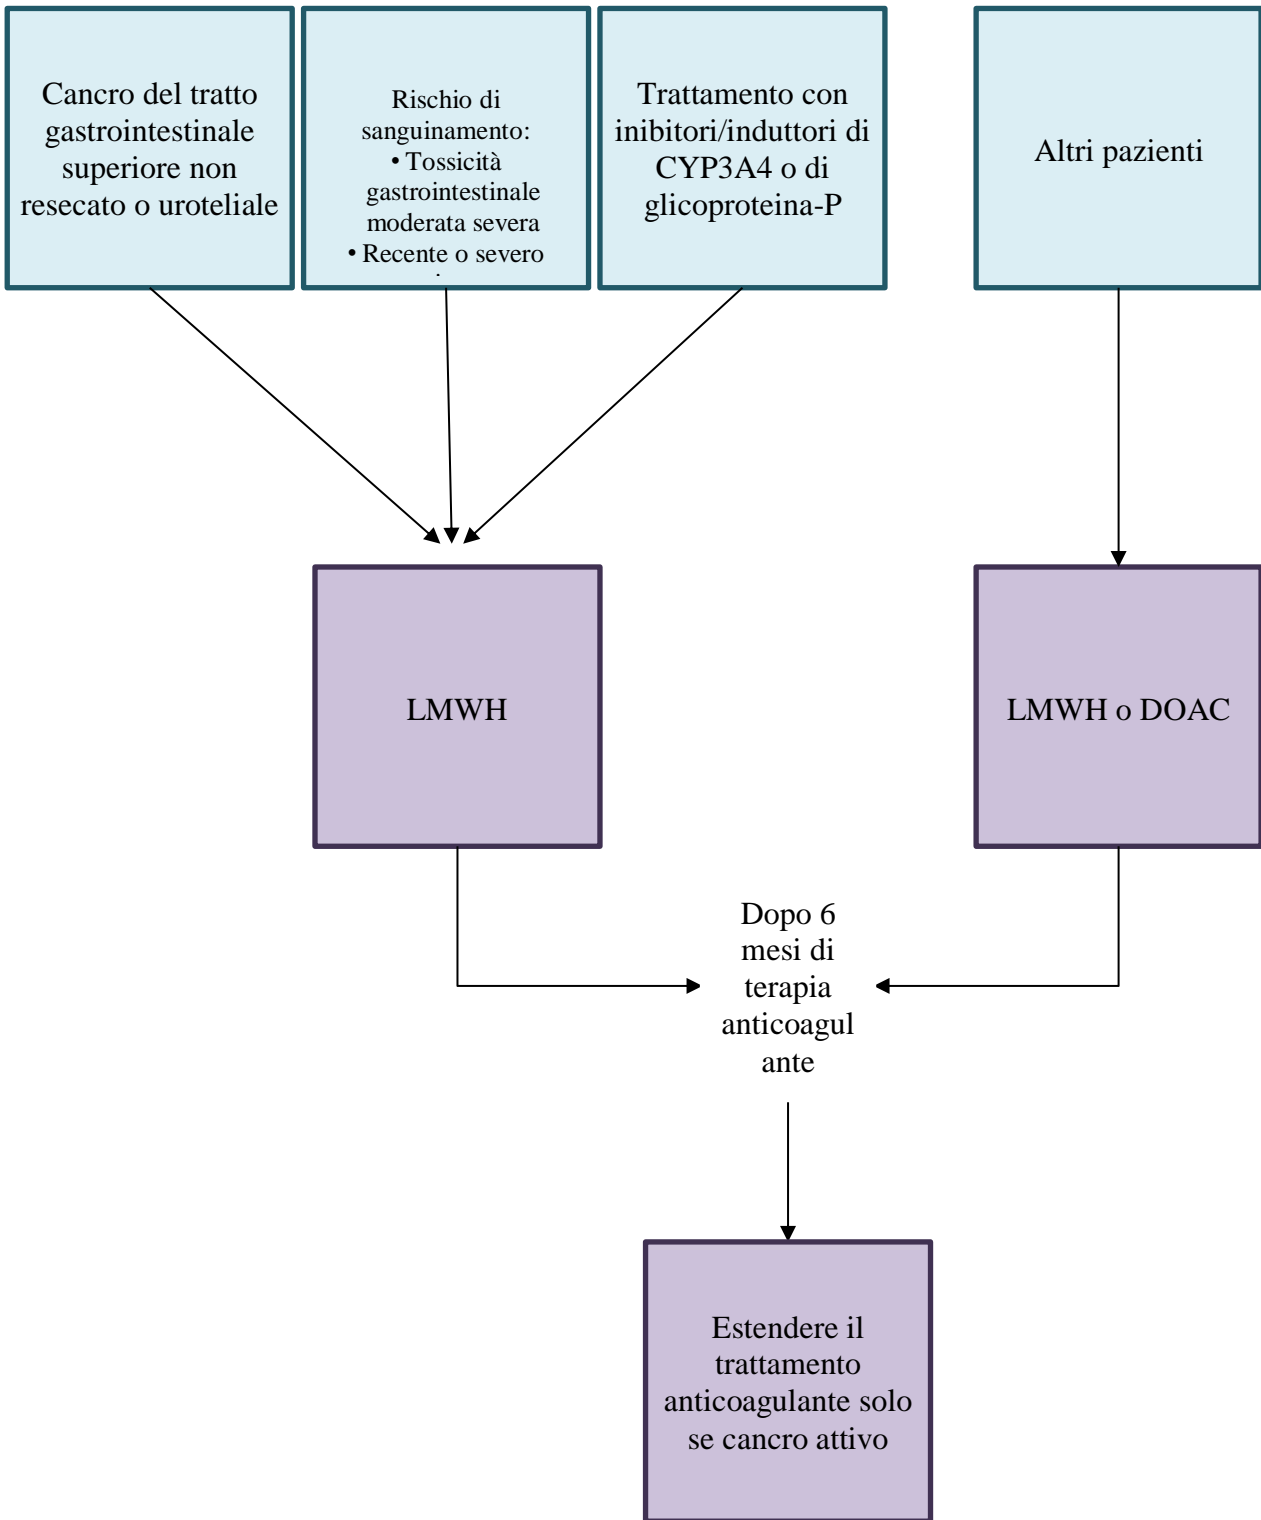 Cancro del tratto
gastrointestinale
superiore non
resecato o uroteliale
Rischio di
sanguinamento:
• Tossicità
gastrointestinale
moderata severa
• Recente o severo
Trattamento con
inibitori/induttori di
CYP3A4 o di
glicoproteina-P
Altri pazienti
LMWH
LMWH o DOAC
Dopo 6
mesi di
terapia
anticoagul
ante
Estendere il
trattamento
anticoagulante solo
se cancro attivo